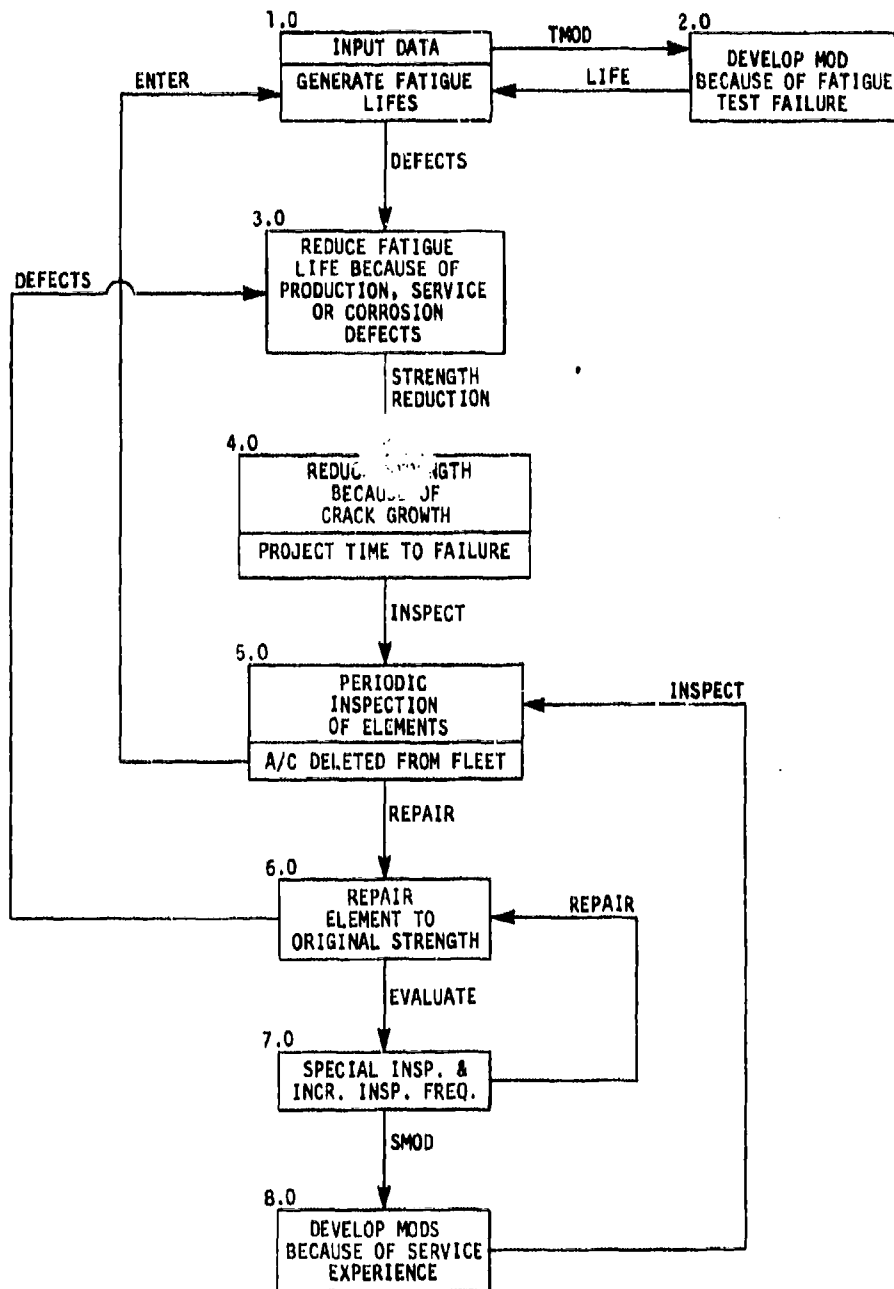 1.0
INPUT DATA
GENERATE FATIGUE
LIFES
TMOD
LIFE
2.0
DEVELOP MOD
BECAUSE OF FATIGUE
TEST FAILURE
ENTER
DEFECTS
3.0
REDUCE FATIGUE
LIFE BECAUSE OF
PRODUCTION, SERVICE
OR CORROSION
DEFECTS
DEFECTS
STRENGTH
REDUCTION
4.0
BECAUSE OF
CRACK GROWTH
PROJECT TIME TO FAILURE
INSPECT
5.0
PERIODIC
INSPECTION
OF ELEMENTS
A/C DELETED FROM FLEET
INSPECT
REPAIR
6.0
REPAIR
ELEMENT TO
ORIGINAL STRENGTH
REPAIR
EVALUATE
7.0
SPECIAL INSP. &
INCR. INSP. FREQ.
SMOD
8.0
DEVELOP MODS
BECAUSE OF SERVICE
EXPERIENCE